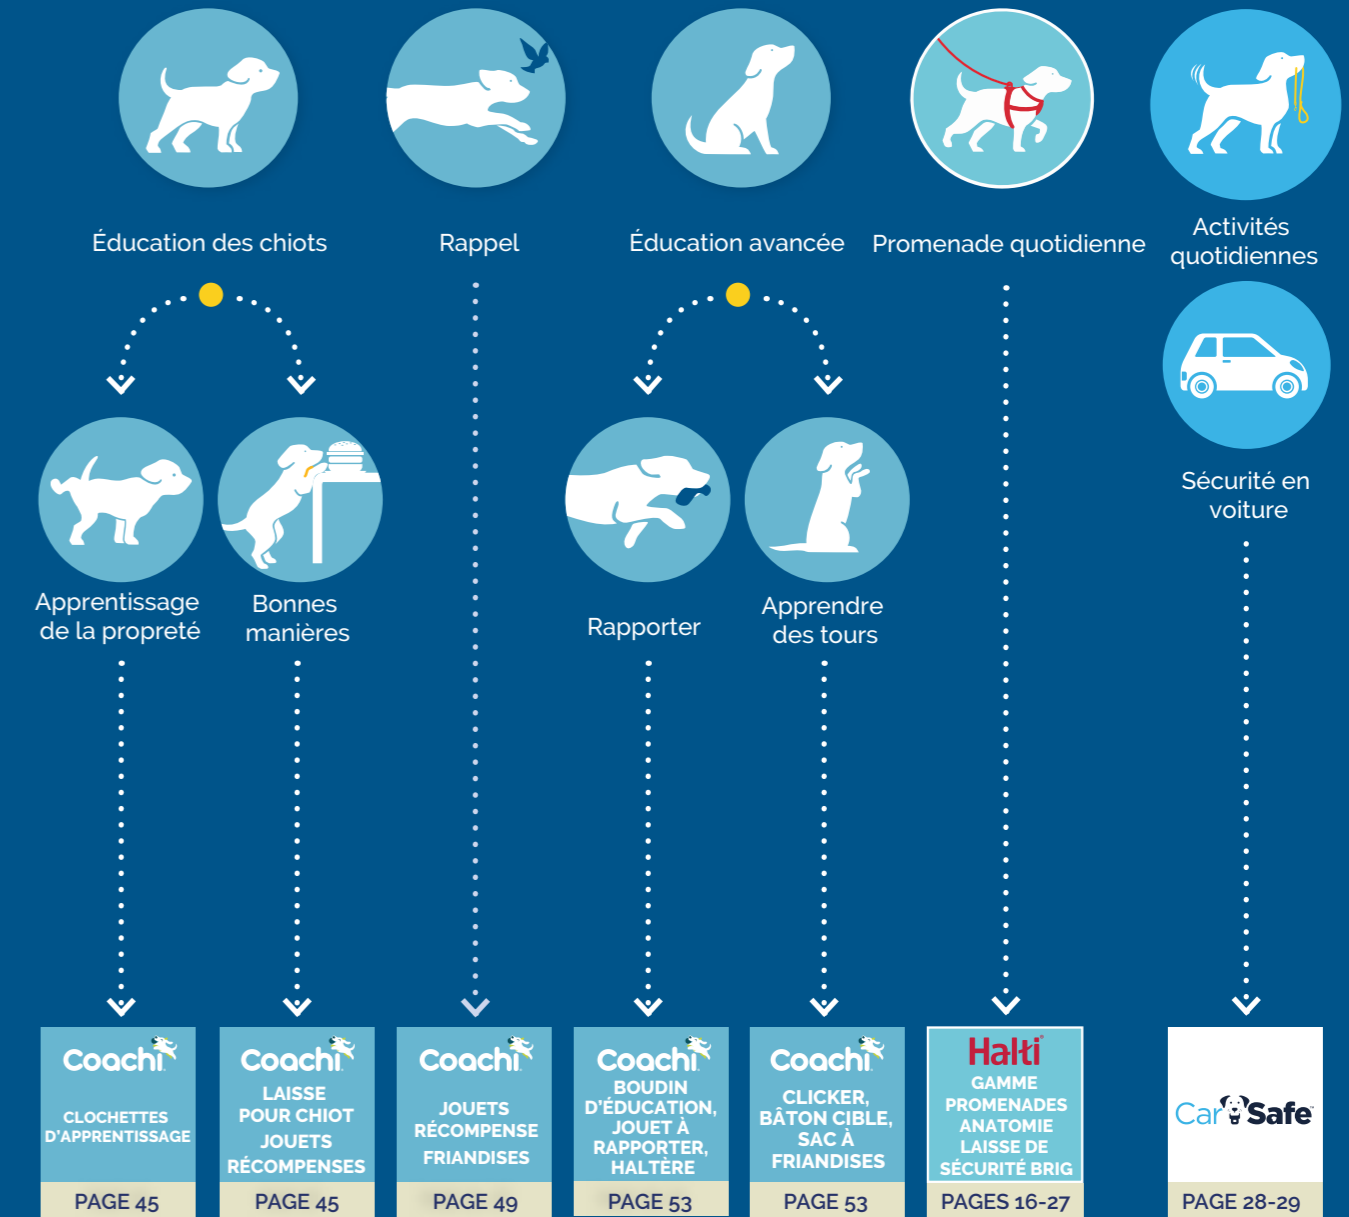 Éducation des chiots
Rappel
Éducation avancée
Promenade quotidienne
Activités
quotidiennes
Sécurité en
voiture
Apprentissage
de la propreté
Bonnes
manières
Rapporter
Apprendre
des tours
Coachi
CLOCHETTES
D'APPRENTISSAGE
PAGE 45
Coachi
LAISSE
POUR CHIOT
JOUETS
RÉCOMPENSES
PAGE 45
Coachi
JOUETS
RÉCOMPENSE
FRIANDISES
PAGE 49
Coachi
BOUDIN
D'ÉDUCATION,
JOUET À
RAPPORTER,
HALTÈRE
PAGE 53
Coachi
CLICKER,
BÂTON CIBLE,
SAC À
FRIANDISES
PAGE 53
Halti
GAMME
PROMENADES
ANATOMIE
LAISSE DE
SÉCURITÉ BRIG
PAGES 16-27
CarSafe
PAGE 28-29